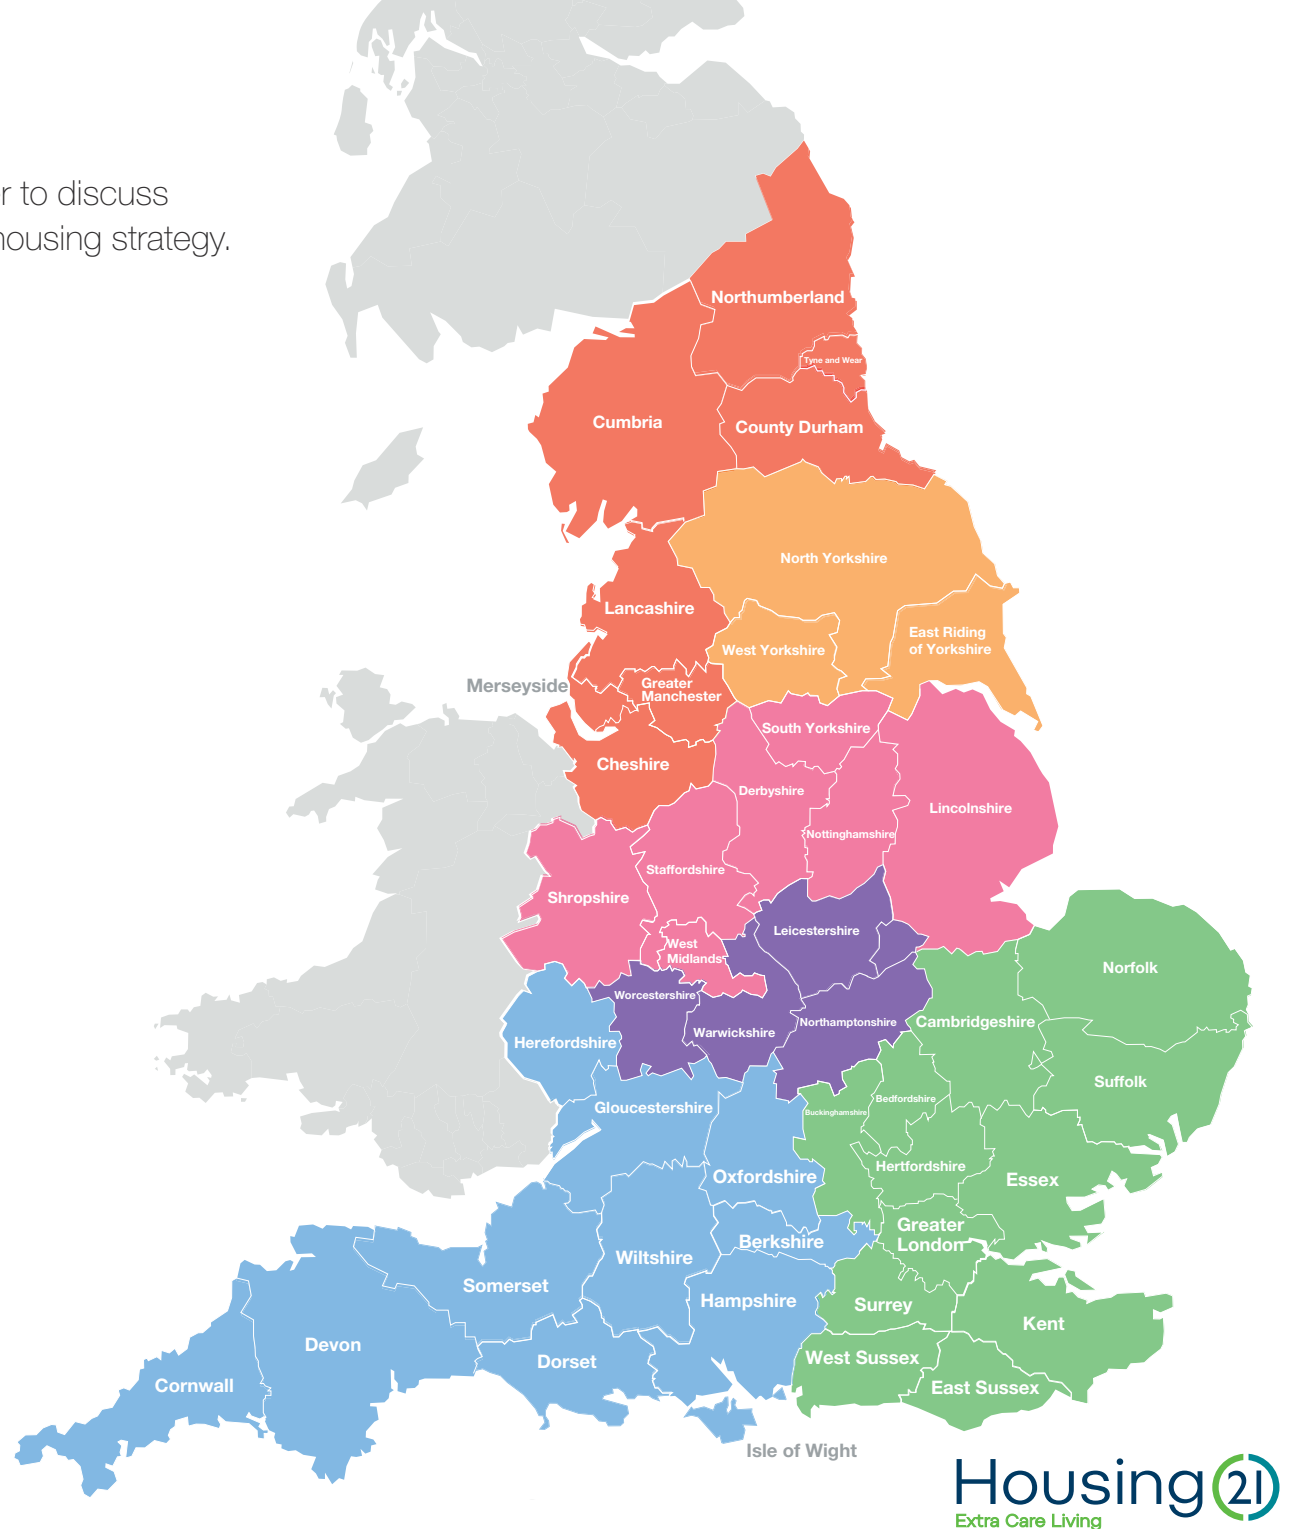 r to discuss
housing strategy.
Northumberland
Tyne and Wear
Cumbria
County Durham
North Yorkshire
Lancashire
East Riding
of Yorkshire
West Yorkshire
Merseyside
Greater
Manchester
South Yorkshire
Cheshire
Derbyshire
Lincolnshire
Nottinghamshire
Staffordshire
Shropshire
Leicestershire
West
Midlands
Norfolk
Worcestershire
Northamptonshire
Cambridgeshire
Warwickshire
Herefordshire
Suffolk
Bedfordshire
Gloucestershire
Buckinghamshire
Hertfordshire
Oxfordshire
Essex
Greater
London
Berkshire
Wiltshire
Somerset
Hampshire
Surrey
Kent
Devon
West Sussex
Dorset
Cornwall
East Sussex
Isle of Wight
Housing 21
Extra Care Living